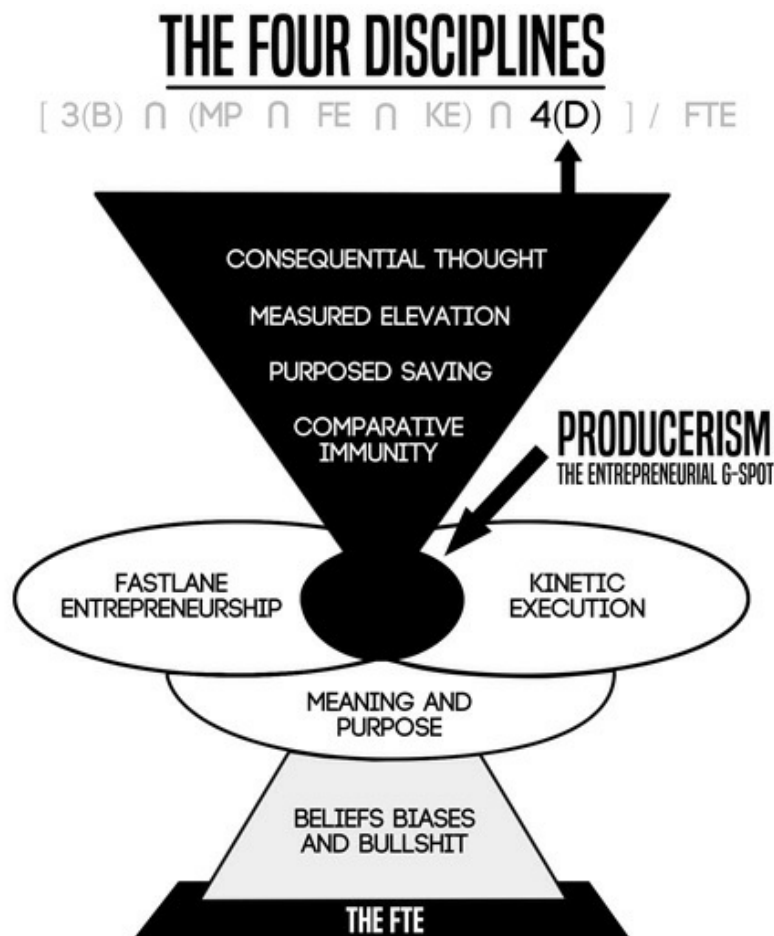 THE FOUR DISCIPLINES
[ 3(B) ∩ (MP ∩ FE ∩ KE) ∩ 4(D) ] / FTE
CONSEQUENTIAL THOUGHT
MEASURED ELEVATION
PURPOSED SAVING
COMPARATIVE
IMMUNITY
PRODUCERISM
THE ENTREPRENEURIAL G-SPOT
FASTLANE
ENTREPRENEURSHIP
KINETIC
EXECUTION
MEANING AND
PURPOSE
BELIEFS BIASES
AND BULLSHIT
THE FTE